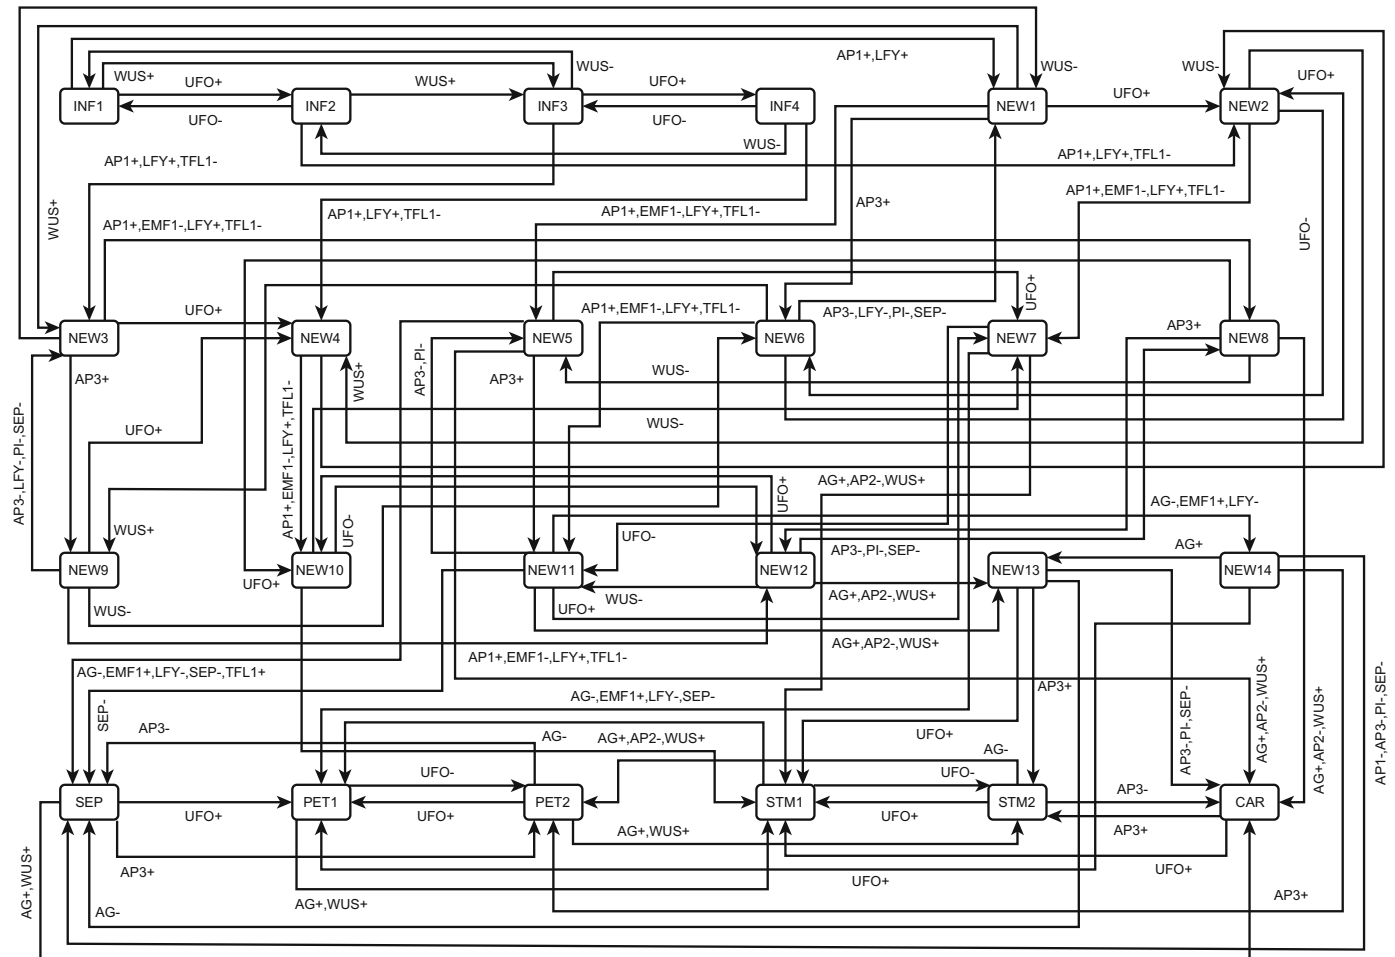 AP1+,LFY+
WUS-
WUS-
WUS+
UFO+
WUS+
WUS-
UFO+
UFO+
UFO+
INF1
INF2
INF3
INF4
NEW1
NEW2
UFO-
UFO-
WUS-
AP1+,LFY+,TFL1-
AP1+,LFY+,TFL1-
AP1+,EMF1-,LFY+,TFL1-
WUS+
AP1+,EMF1-,LFY+,TFL1-
AP1+,LFY+,TFL1-
AP1+,EMF1-,LFY+,TFL1-
AP3+
UFO-
UFO+
UFO+
AP1+,EMF1-,LFY+,TFL1-
AP3-,LFY-,PI-,SEP-
AP3+
NEW3
NEW4
NEW5
NEW6
NEW7
NEW8
AP3+
WUS+
AP3-,PI-
AP3+
WUS-
AP3-,LFY-,PI-,SEP-
UFO+
AP1+,EMF1-,LFY+,TFL1-
WUS-
AG+,AP2-,WUS+
UFO+
AG-,EMF1+,LFY-
WUS+
UFO-
UFO-
AP3-,PI-,SEP-
AG+
NEW9
NEW10
NEW11
NEW12
NEW13
NEW14
UFO+
WUS-
WUS-
UFO+
AG+,AP2-,WUS+
AG+,AP2-,WUS+
AP1+,EMF1-,LFY+,TFL1-
AG-,EMF1+,LFY-,SEP-,TFL1+
AG-,EMF1+,LFY-,SEP-
AP3+
AP3-,PI-,SEP-
AG+,AP2-,WUS+
AG+,AP2-,WUS+
AP1-,AP3-,PI-,SEP-
SEP-
AP3-
AG-
AG+,AP2-,WUS+
UFO+
AG-
UFO-
UFO-
AP3-
SEP
PET1
PET2
STM1
STM2
CAR
UFO+
UFO+
UFO+
AP3+
AG+,WUS+
AP3+
UFO+
UFO+
AG+,WUS+
AG-
AG+,WUS+
AP3+